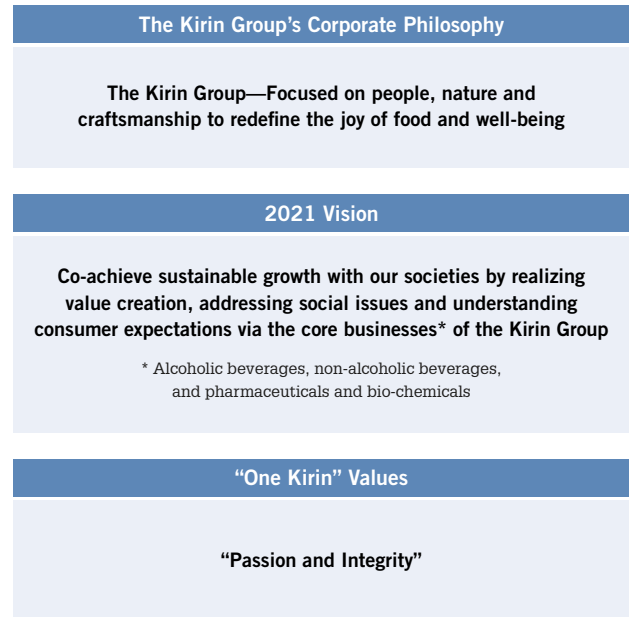 The Kirin Group’s Corporate Philosophy
The Kirin Group—Focused on people, nature and
craftsmanship to redefine the joy of food and well-being
2021 Vision
Co-achieve sustainable growth with our societies by realizing
value creation, addressing social issues and understanding
consumer expectations via the core businesses* of the Kirin Group
* Alcoholic beverages, non-alcoholic beverages,
and pharmaceuticals and bio-chemicals
“One Kirin” Values
“Passion and Integrity”